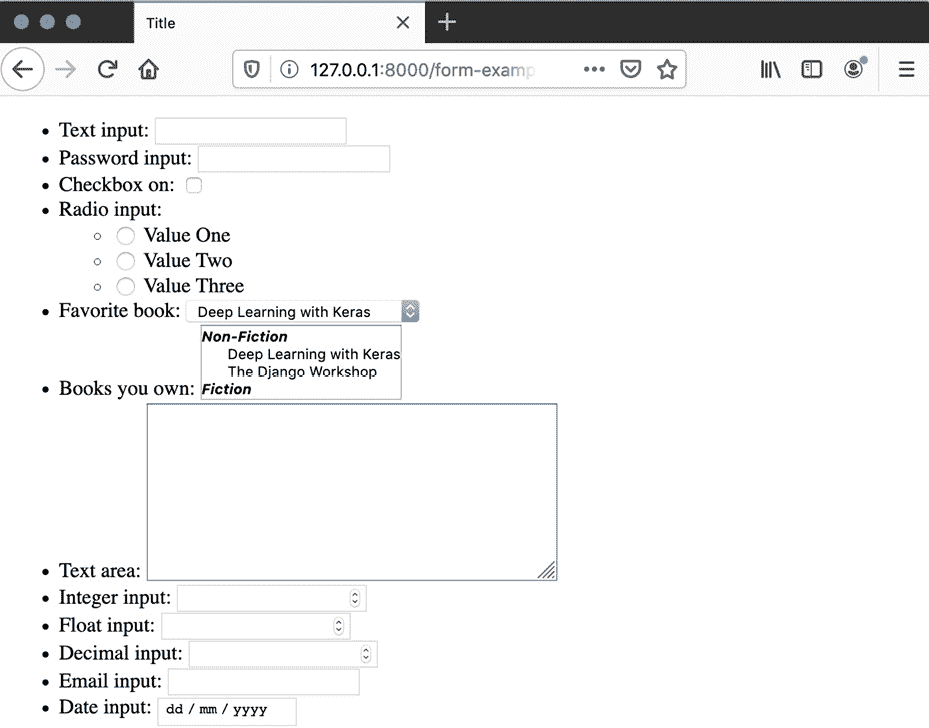 Title
127.0.0.1:8000/form-examp
Text input:
Password input:
Checkbox on:
Radio input:
Value One
Value Two
Value Three
Favorite book: Deep Learning with Keras
Non-Fiction
Deep Learning with Keras
The Django Workshop
Books you own: Fiction
Text area:
Integer input:
Float input:
Decimal input:
Email input:
Date input: dd / mm / yyyy